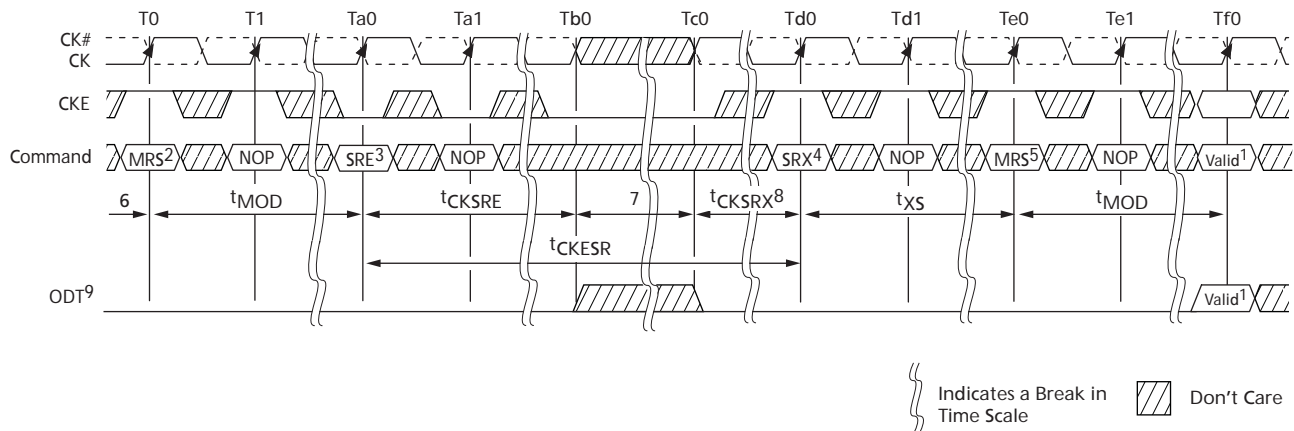 T0 T1 Ta0 Ta1 Tb0 Tc0 Td0 Td1 Te0 Te1 Tf0
CK#
CK
CKE
Command MRS2 NOP SRE3 NOP SRX4 NOP MRS5 NOP Valid1
6 tMOD tCKSRE 7 tCKSRX8 tXS tMOD
tCKESR
ODT9 Valid1
Indicates a Break in
Time Scale
Don't Care